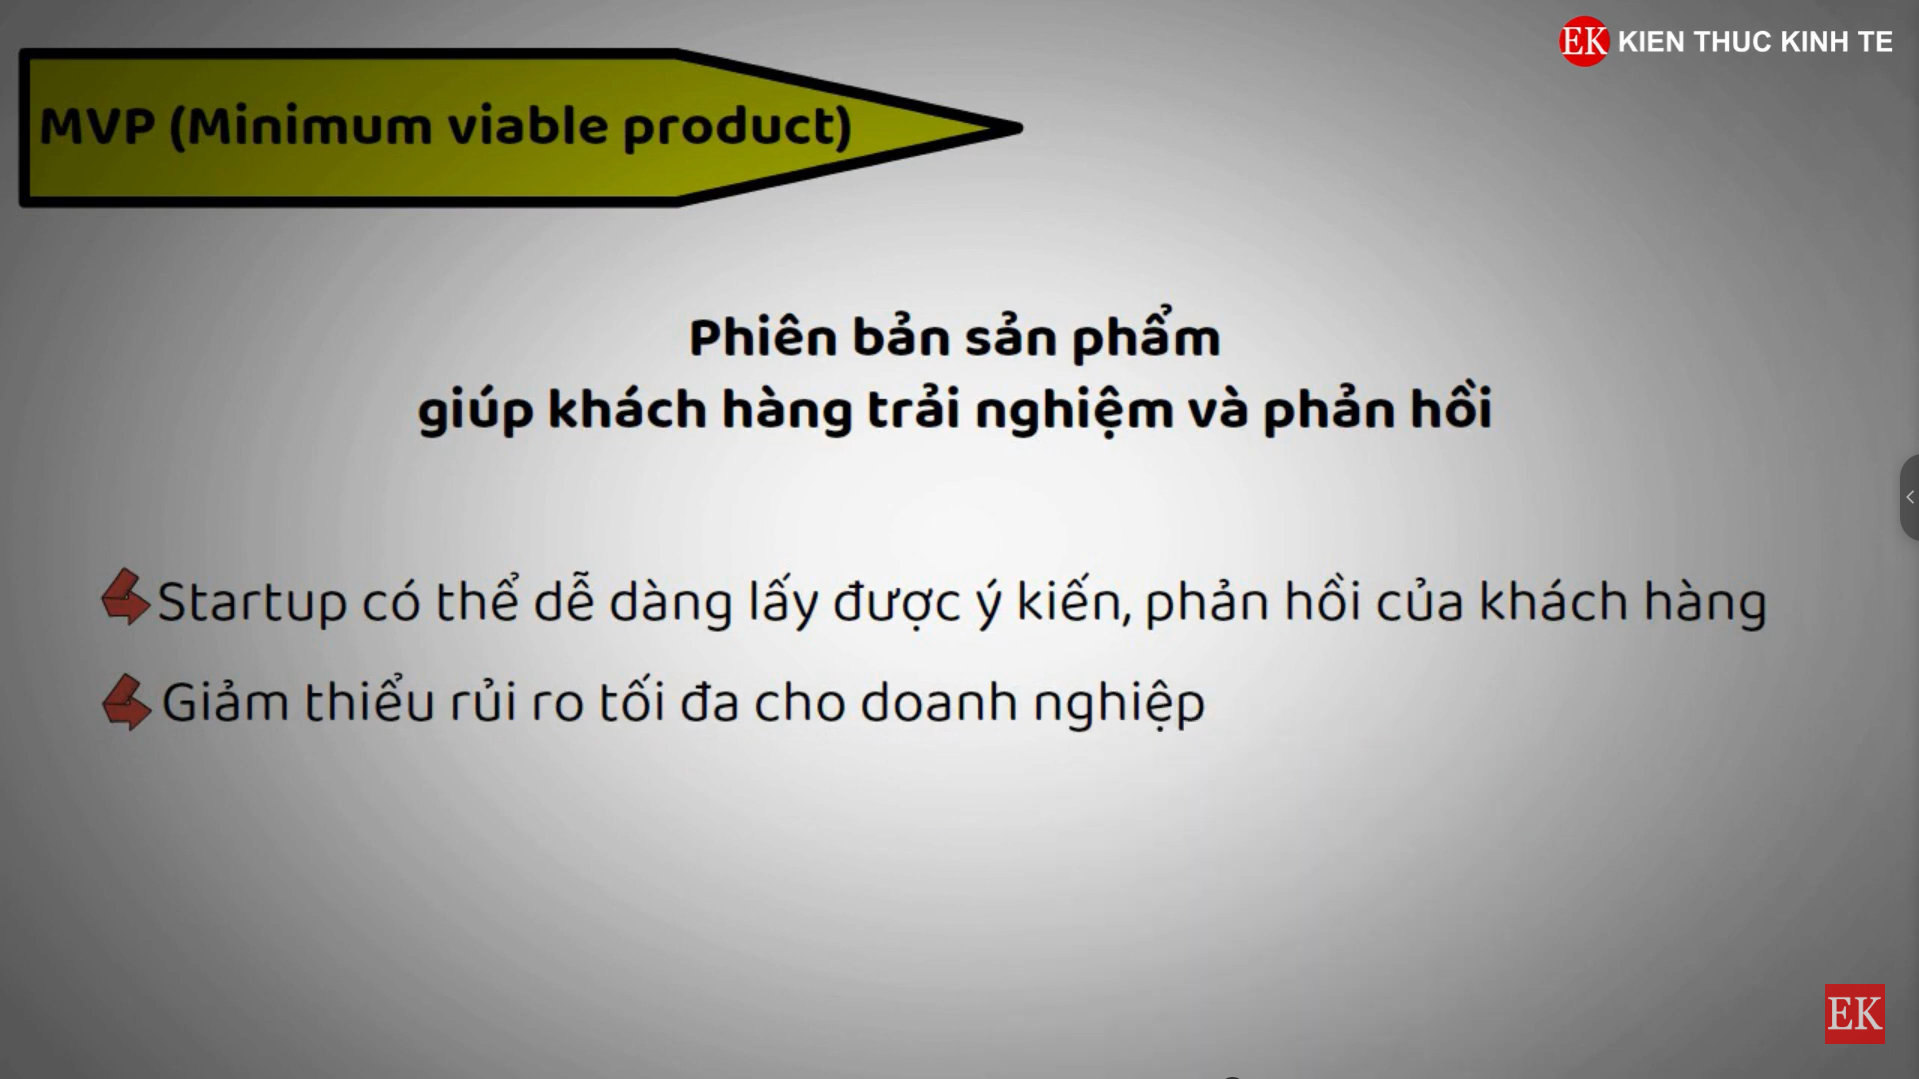 EK KIEN THUC KINH TE
MVP (Minimum viable product)
Phiên bản sản phẩm
giúp khách hàng trải nghiệm và phản hồi
Startup có thể dễ dàng lấy được ý kiến, phản hồi của khách hàng
Giảm thiểu rủi ro tối đa cho doanh nghiệp
EK